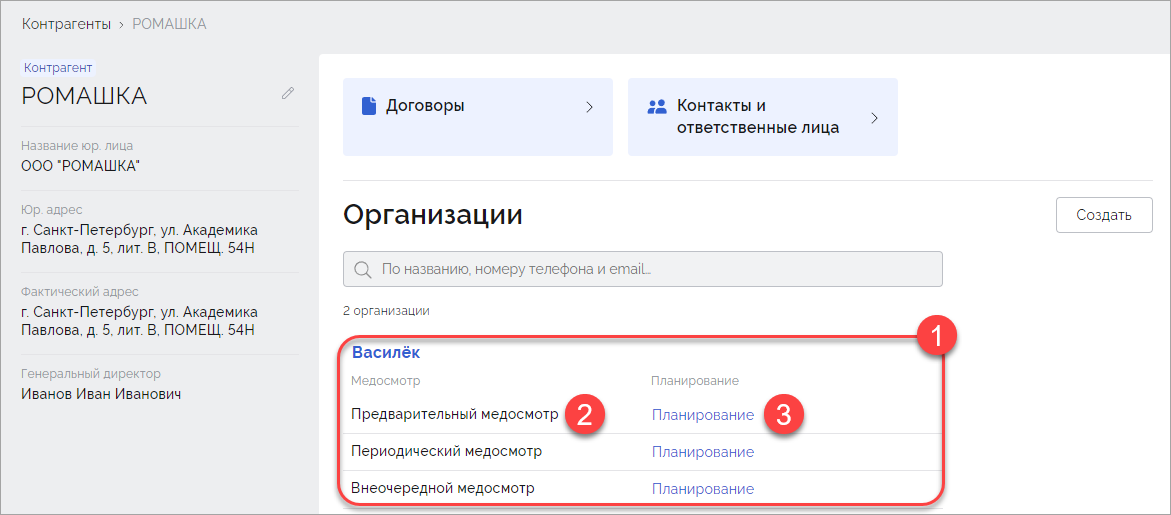 Контрагенты › РОМАШКА
Контрагент
РОМАШКА
Название юр. лица
ООО "РОМАШКА"
Юр. адрес
г. Санкт-Петербург, ул. Академика
Павлова, д. 5, лит. В, ПОМЕЩ. 54Н
Фактический адрес
г. Санкт-Петербург, ул. Академика
Павлова, д. 5, лит. В, ПОМЕЩ. 54Н
Генеральный директор
Иванов Иван Иванович
Договоры
Контакты и
ответственные лица
Организации
Создать
По названию, номеру телефона и email...
2 организации
1
Василёк
Медосмотр Планирование
Предварительный медосмотр 2 Планирование 3
Периодический медосмотр Планирование
Внеочередной медосмотр Планирование